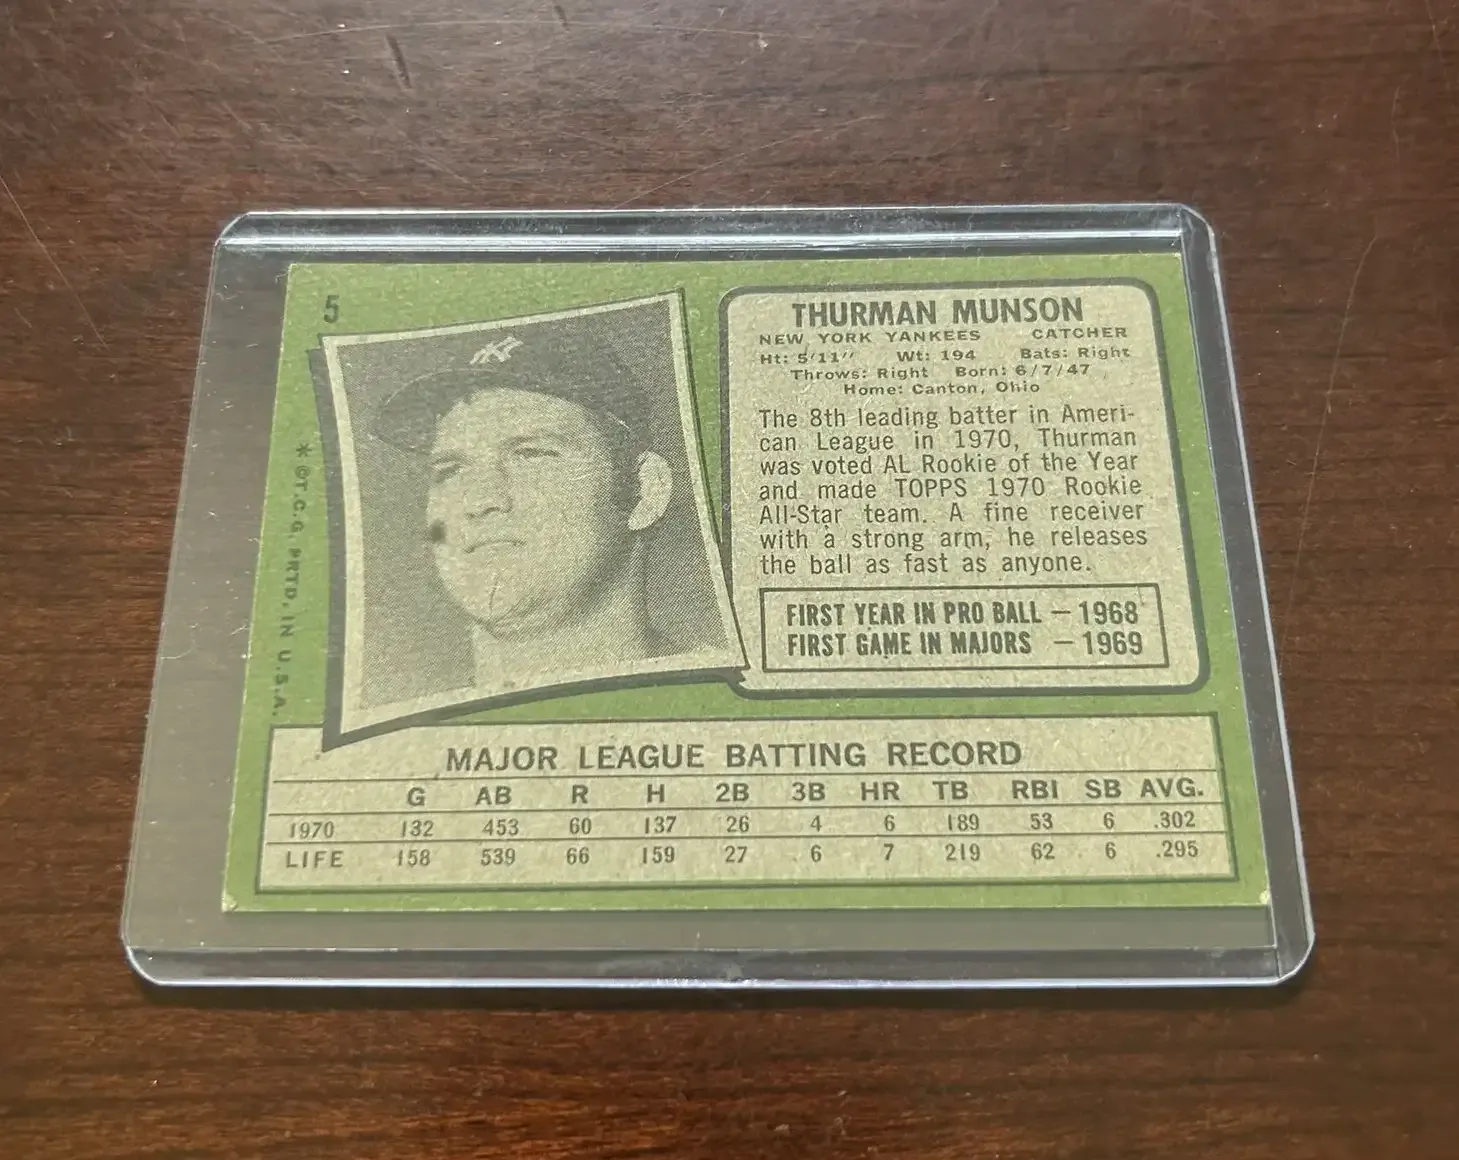 5
THURMAN MUNSON
NEW YORK YANKEES CATCHER
Ht: 5'11" Wt: 194 Bats: Right
Throws: Right Born: 6/7/47
Home: Canton, Ohio
The 8th leading batter in Ameri-
can League in 1970, Thurman
was voted AL Rookie of the Year
and made TOPPS 1970 Rookie
All-Star team. A fine receiver
with a strong arm, he releases
the ball as fast as anyone.
FIRST YEAR IN PRO BALL — 1968
FIRST GAME IN MAJORS — 1969
NY
* ©T.C.G. PRTD. IN U.S.A.
MAJOR LEAGUE BATTING RECORD
G AB R H 2B 3B HR TB RBI SB AVG.
1970 132 453 60 137 26 4 6 189 53 6 .302
LIFE 158 539 66 159 27 6 7 219 62 6 .295